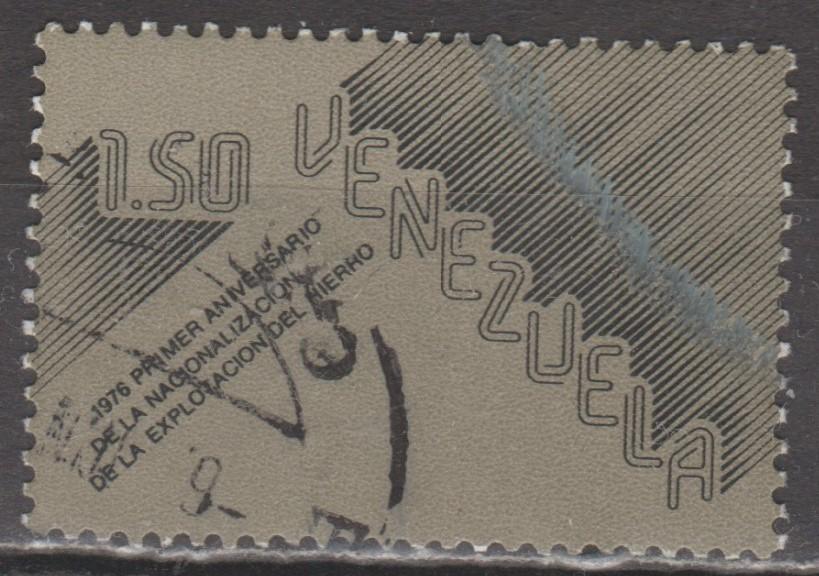 1.50
VENEZUELA
1976 PRIMER ANIVERSARIO
DE LA NACIONALIZACION
DE LA EXPLOTACION DEL HIERRO